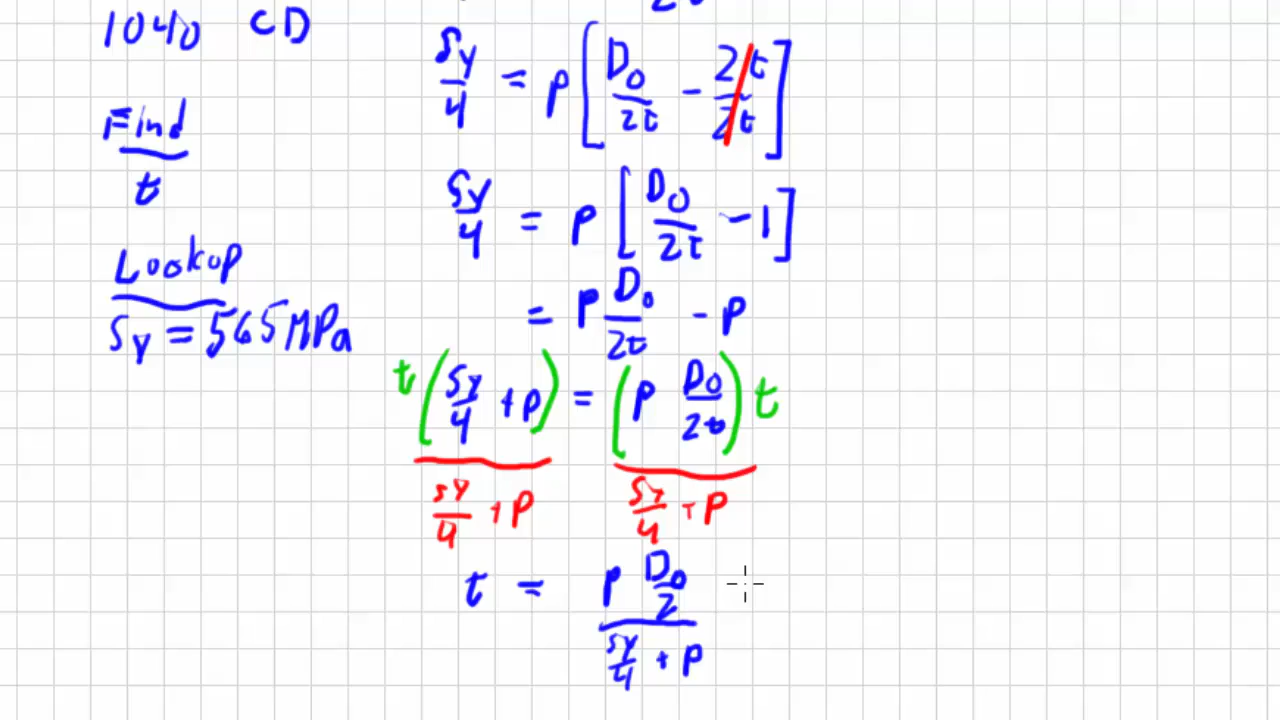 1040 CD
Find
t
Lookup
Sy = 565 MPa
Sy/4 = P [ Do/2t - 2t/2t ]
Sy/4 = P [ Do/2t - 1 ]
= P Do/2t - P
t ( Sy/4 + P ) = ( P Do/2t ) t
Sy/4 + P Sy/4 + P
t = P Do/2
Sy/4 + P